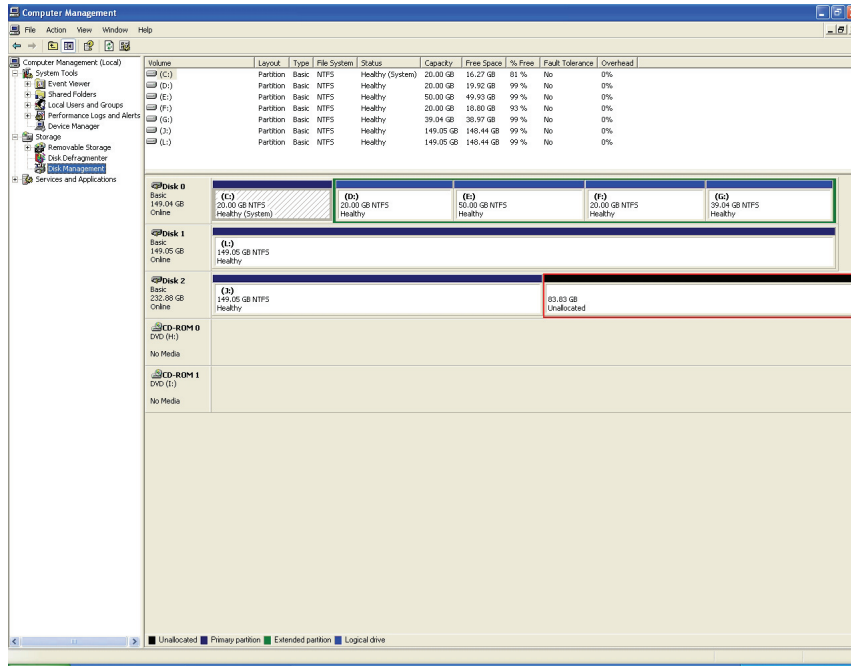 Computer Management
File Action View Window Help
Computer Management (Local)
System Tools
Event Viewer
Shared Folders
Local Users and Groups
Performance Logs and Alerts
Device Manager
Storage
Removable Storage
Disk Defragmenter
Disk Management
Services and Applications
Volume Layout Type File System Status Capacity Free Space % Free Fault Tolerance Overhead
(C:) Partition Basic NTFS Healthy (System) 20.00 GB 16.27 GB 81 % No 0%
(D:) Partition Basic NTFS Healthy 20.00 GB 19.92 GB 99 % No 0%
(E:) Partition Basic NTFS Healthy 50.00 GB 49.93 GB 99 % No 0%
(F:) Partition Basic NTFS Healthy 20.00 GB 18.80 GB 93 % No 0%
(G:) Partition Basic NTFS Healthy 39.04 GB 38.97 GB 99 % No 0%
(J:) Partition Basic NTFS Healthy 149.05 GB 148.44 GB 99 % No 0%
(L:) Partition Basic NTFS Healthy 149.05 GB 148.44 GB 99 % No 0%
Disk 0
Basic
149.04 GB
Online
(C:)
20.00 GB NTFS
Healthy (System)
(D:)
20.00 GB NTFS
Healthy
(E:)
50.00 GB NTFS
Healthy
(F:)
20.00 GB NTFS
Healthy
(G:)
39.04 GB NTFS
Healthy
Disk 1
Basic
149.05 GB
Online
(L:)
149.05 GB NTFS
Healthy
Disk 2
Basic
232.88 GB
Online
(J:)
149.05 GB NTFS
Healthy
83.83 GB
Unallocated
CD-ROM 0
DVD (H:)
No Media
CD-ROM 1
DVD (I:)
No Media
Unallocated Primary partition Extended partition Logical drive